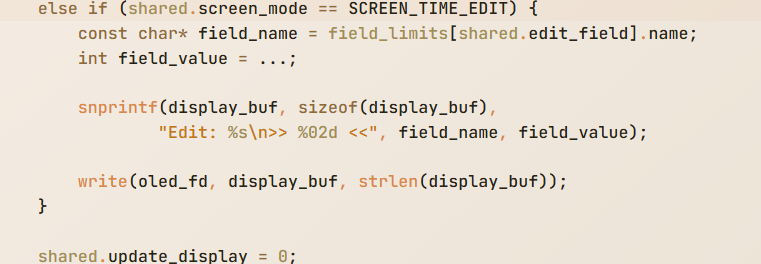 else if (shared.screen_mode == SCREEN_TIME_EDIT) {
    const char* field_name = field_limits[shared.edit_field].name;
    int field_value = ...;

    snprintf(display_buf, sizeof(display_buf),
            "Edit: %s\n>> %02d <<", field_name, field_value);

    write(oled_fd, display_buf, strlen(display_buf));
}

shared.update_display = 0;